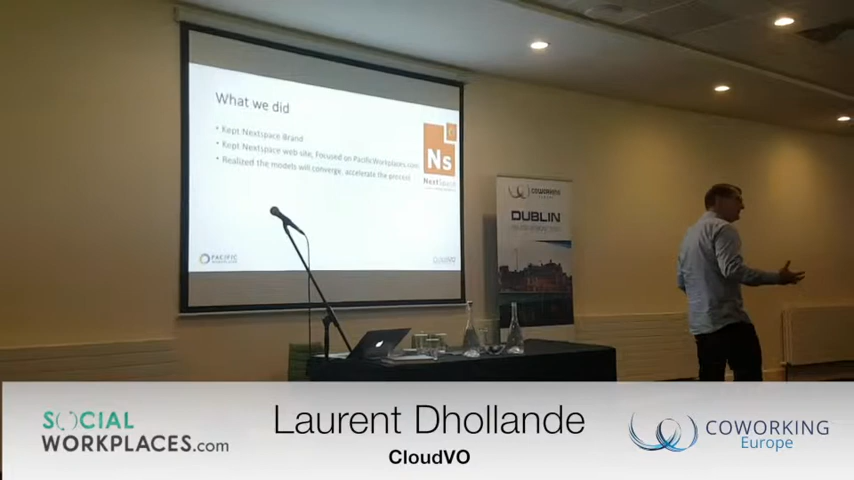 What we did
• Kept Nextspace Brand
• Kept Nextspace web site, Focused on PacificWorkplaces.com
• Realized the models will converge, accelerate the process
Ns
NextSpace
PACIFIC
CloudVO
COWORKING
DUBLIN
SOCIAL
WORKPLACES.com
Laurent Dhollande
CloudVO
COWORKING
Europe